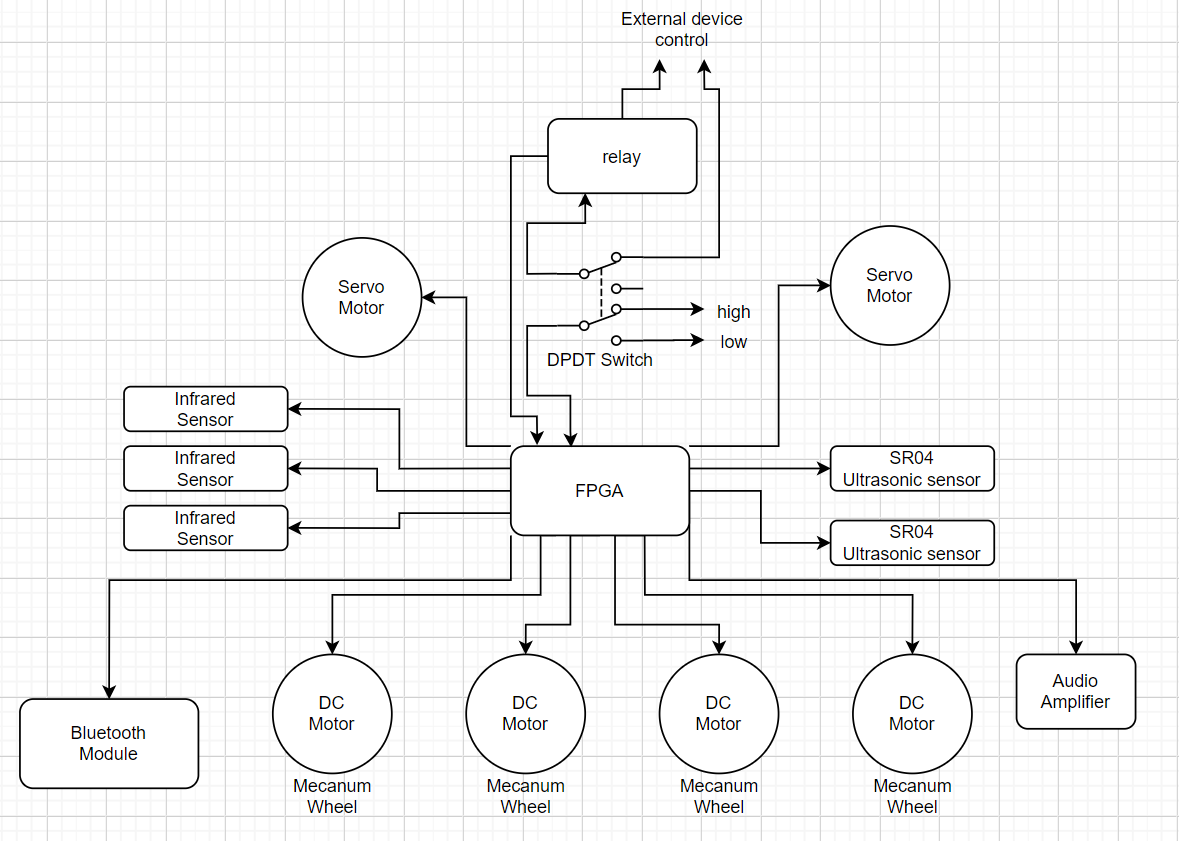 External device
control
relay
Servo
Motor
Servo
Motor
high
low
DPDT Switch
Infrared
Sensor
Infrared
Sensor
Infrared
Sensor
FPGA
SR04
Ultrasonic sensor
SR04
Ultrasonic sensor
Bluetooth
Module
DC
Motor
Mecanum
Wheel
DC
Motor
Mecanum
Wheel
DC
Motor
Mecanum
Wheel
DC
Motor
Mecanum
Wheel
Audio
Amplifier